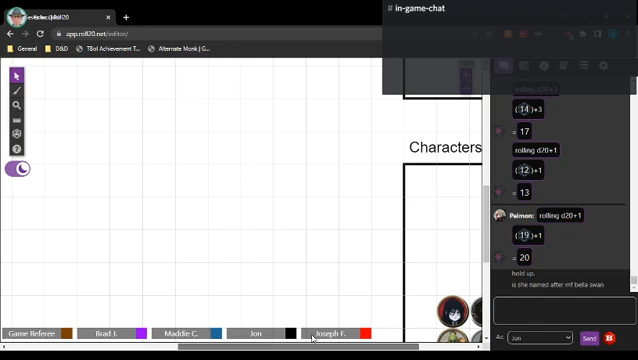 # in-game-chat
app.roll20.net/editor/
General
D&D
TBol Achievement T...
Alternate Monk | G...
rolling d20+3
(14)+3
= 17
rolling d20+1
(12)+1
= 13
Characters
Paimon: rolling d20+1
(19)+1
= 20
hold up.
is she named after mf bella swan
Game Referee
Brad J.
Maddie C.
Jon
Joseph F.
As:
Jon
Send